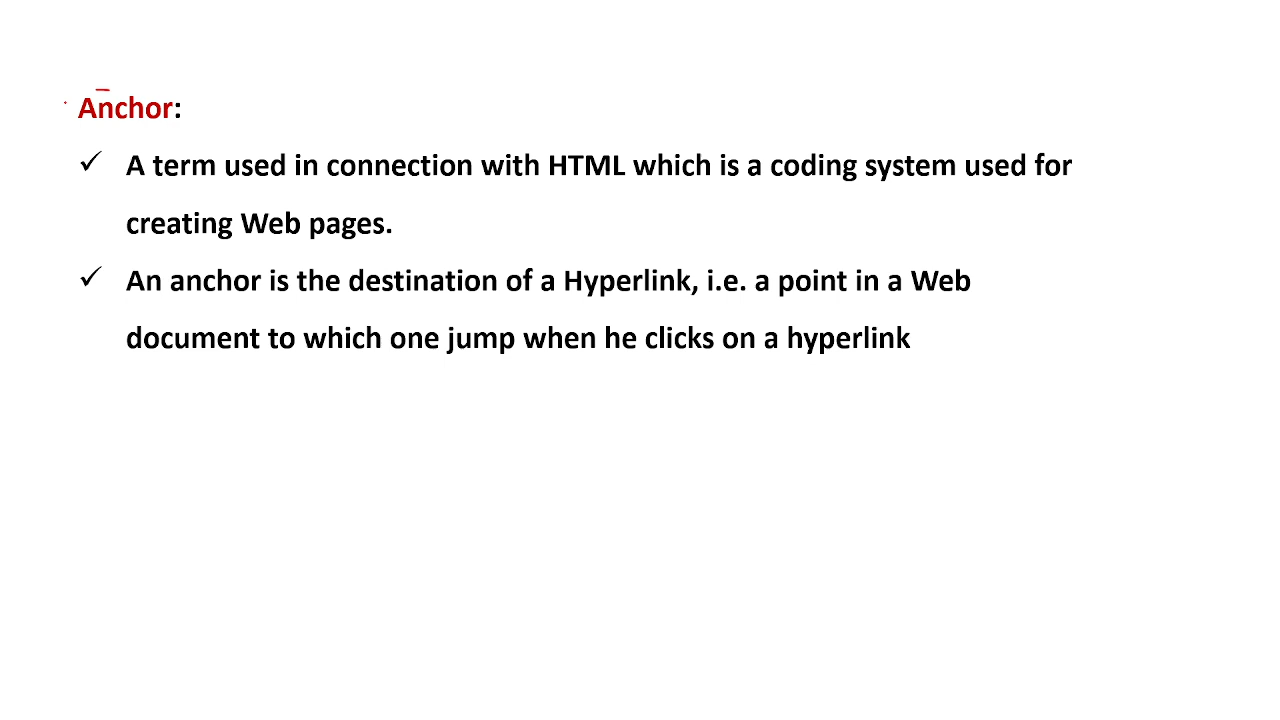 Anchor:
✓ A term used in connection with HTML which is a coding system used for
creating Web pages.
✓ An anchor is the destination of a Hyperlink, i.e. a point in a Web
document to which one jump when he clicks on a hyperlink